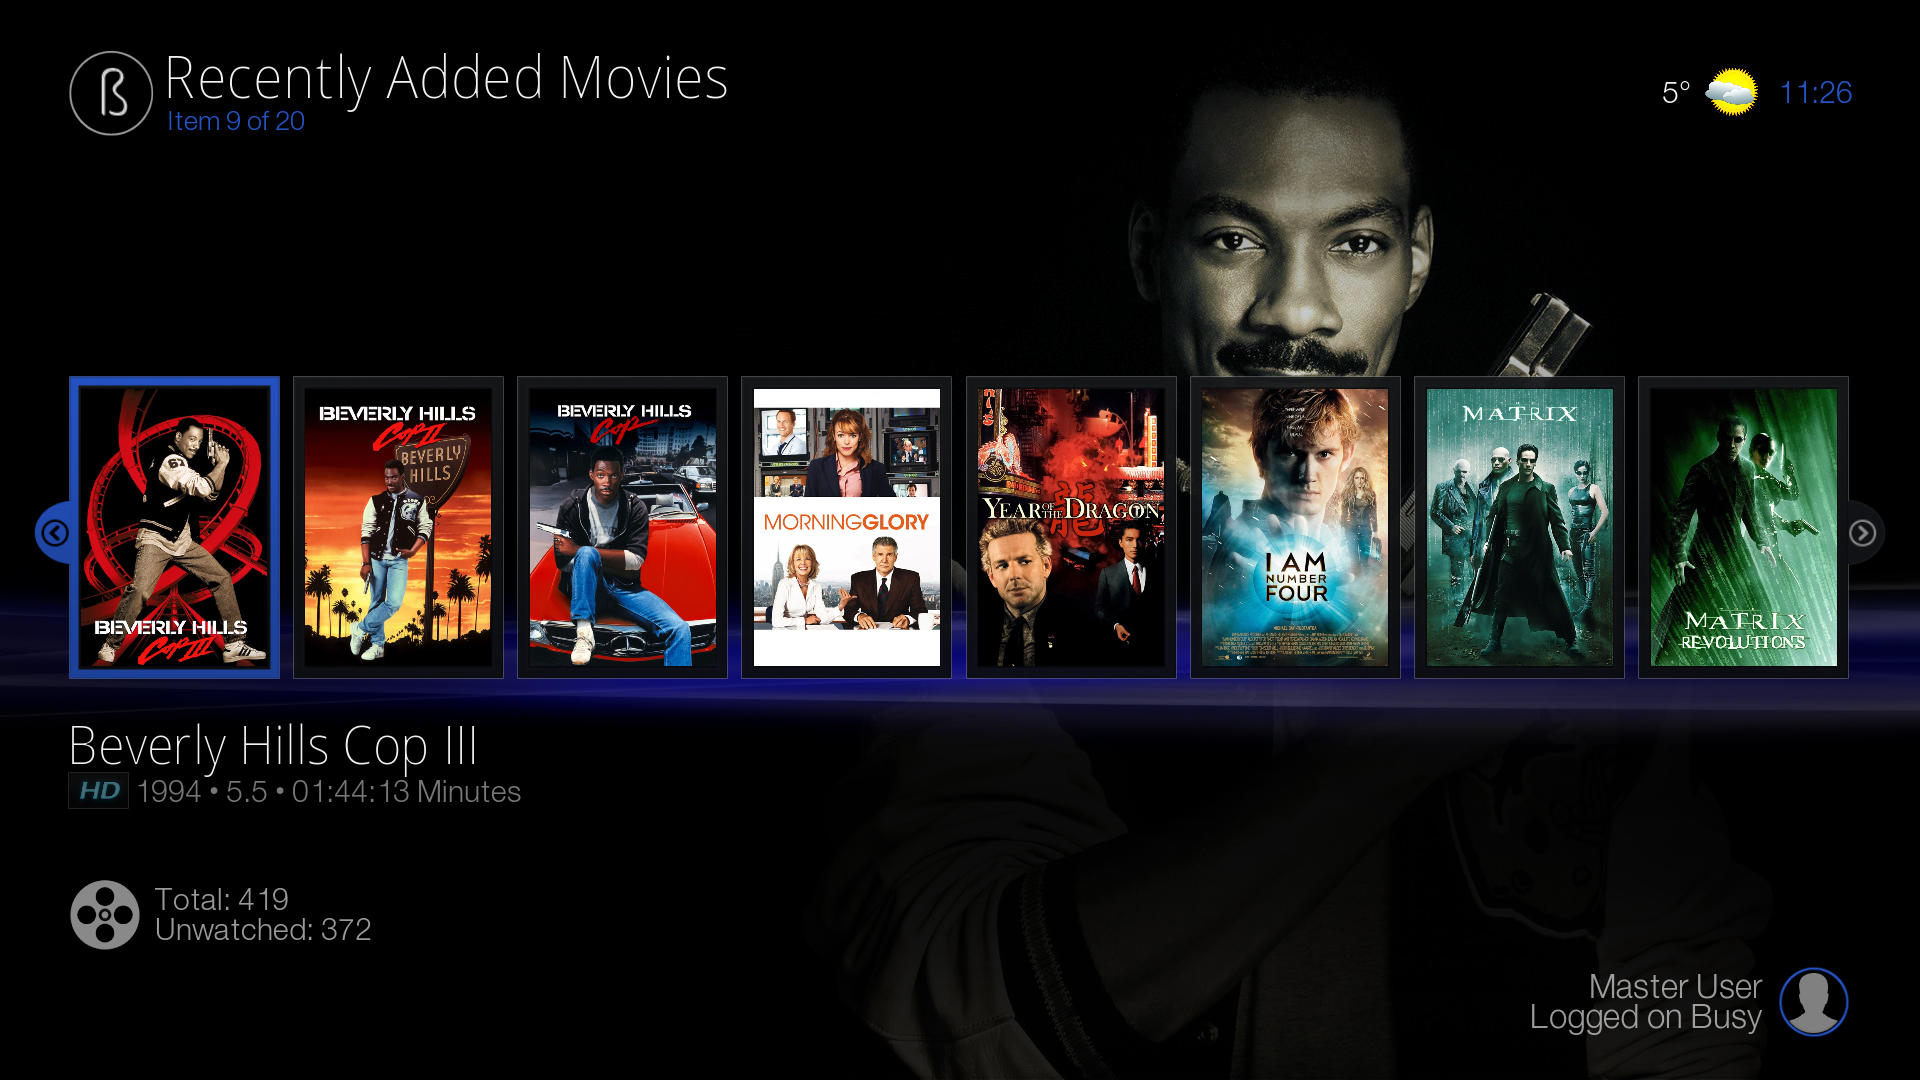 ß
Recently Added Movies
Item 9 of 20
5°
11:26
BEVERLY HILLS
Cop III
BEVERLY HILLS
Cop II
BEVERLY
HILLS
BEVERLY HILLS
Cop
MORNINGGLORY
YEAR OF THE DRAGON
I AM
NUMBER
FOUR
MATRIX
MATRIX
REVOLUTIONS
Beverly Hills Cop III
HD 1994 • 5.5 • 01:44:13 Minutes
Total: 419
Unwatched: 372
Master User
Logged on Busy